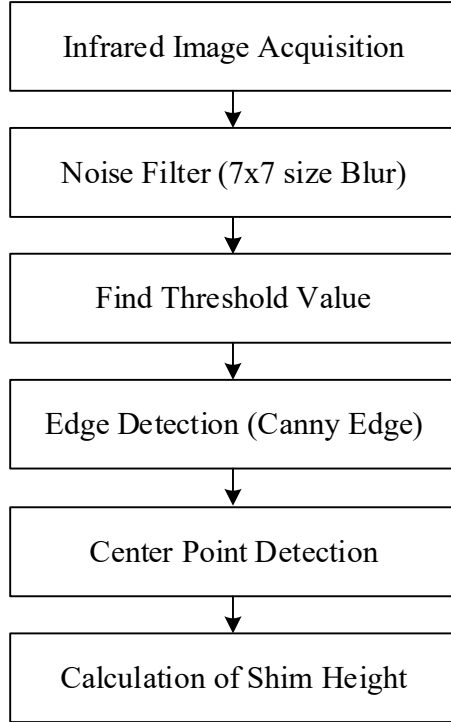 Infrared Image Acquisition
Noise Filter (7x7 size Blur)
Find Threshold Value
Edge Detection (Canny Edge)
Center Point Detection
Calculation of Shim Height